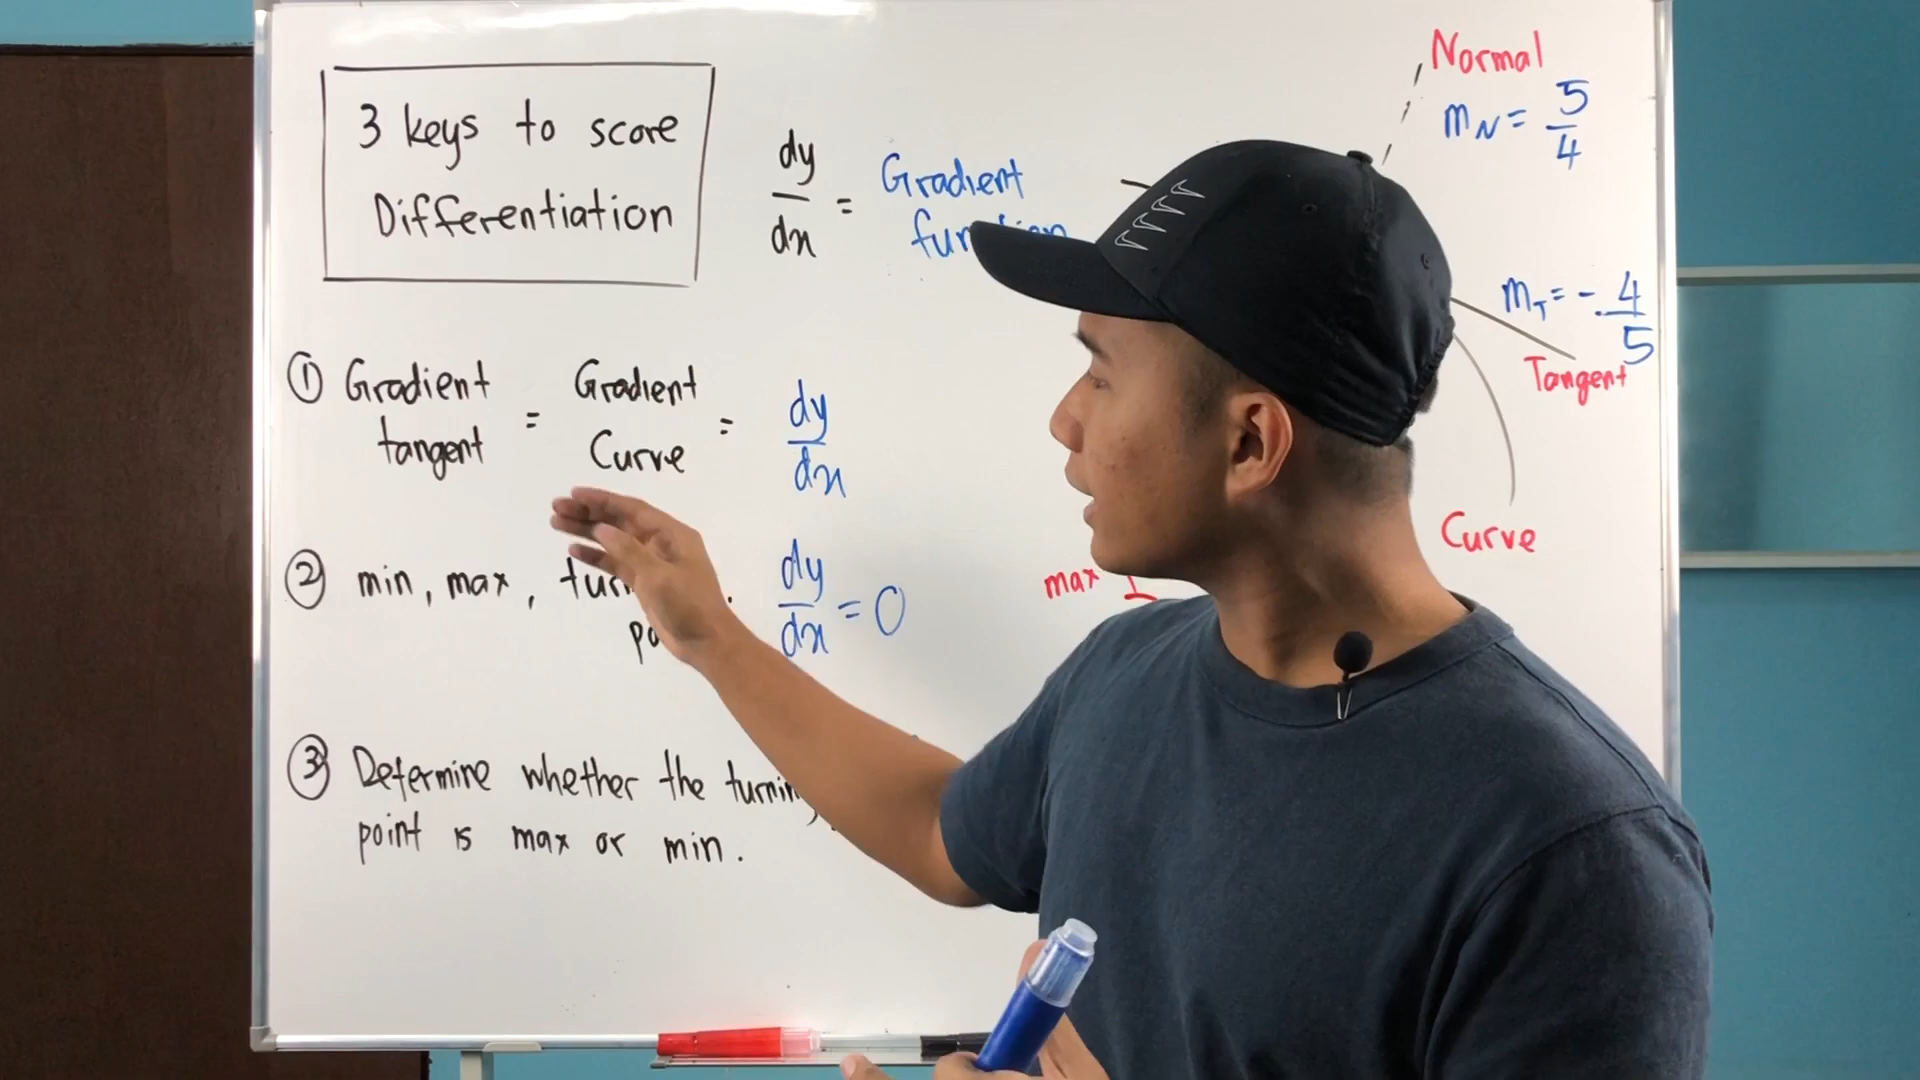 3 keys to score
Differentiation
dy/dx = Gradient
Normal
mN = 5/4
mT = -4/5
Tangent
Curve
① Gradient tangent = Gradient Curve = dy/dx
② min, max,
dy/dx = 0
max
③ Determine whether the
point is max or min.